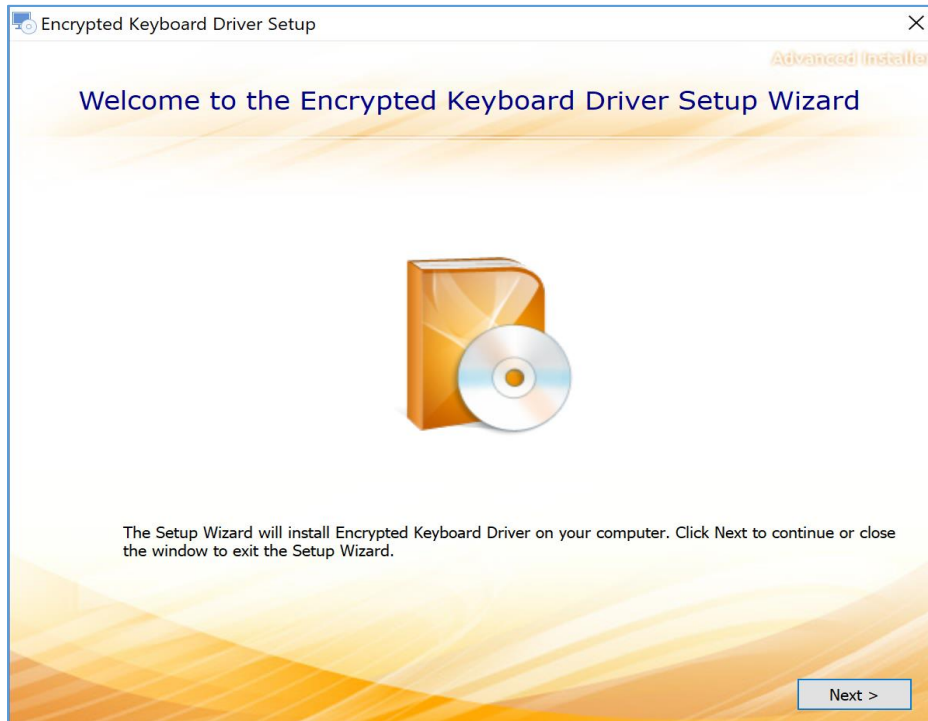 Encrypted Keyboard Driver Setup
Advanced Installer
Welcome to the Encrypted Keyboard Driver Setup Wizard
The Setup Wizard will install Encrypted Keyboard Driver on your computer. Click Next to continue or close
the window to exit the Setup Wizard.
Next >